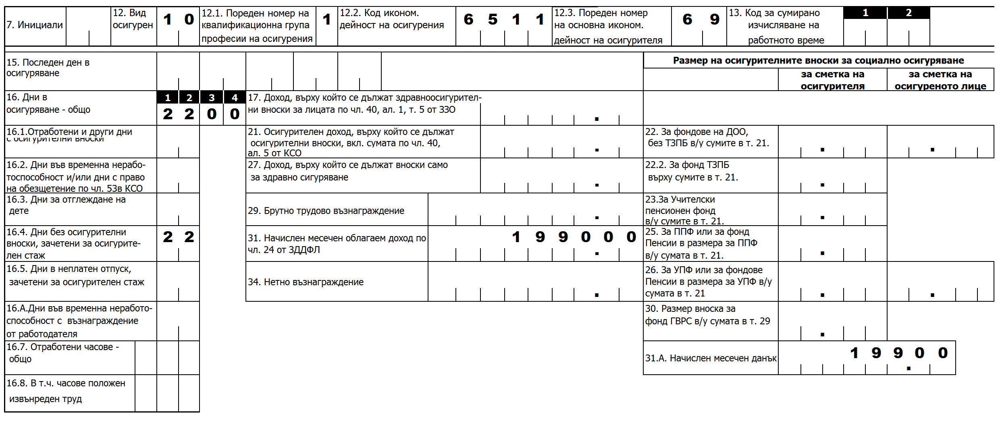 7. Инициали
12. Вид
осигурен
1 0
12.1. Пореден номер на
квалификационна група
професии на осигурения
1
12.2. Код иконом.
дейност на осигурения
6 5 1 1
12.3. Пореден номер
на основна иконом.
дейност на осигурителя
6 9
13. Код за сумирано
изчисляване на
работното време
1 2
15. Последен ден в
осигуряване
Размер на осигурителните вноски за социално осигуряване
за сметка на
осигурителя
за сметка на
осигуреното лице
16. Дни в
осигуряване - общо
1 2 3 4
2 2 0 0
17. Доход, върху който се дължат здравноосигурител-
ни вноски за лицата по чл. 40, ал. 1, т. 5 от ЗЗО
16.1.Отработени и други дни
с осигурителни вноски
21. Осигурителен доход, върху който се дължат
осигурителни вноски, вкл. сумата по чл. 40,
ал. 5 от КСО
22. За фондове на ДОО,
без ТЗПБ в/у сумите в т. 21.
16.2. Дни във временна нерабо-
тоспособност и/или дни с право
на обезщетение по чл. 53в КСО
27. Доход, върху който се дължат вноски само
за здравно сигуряване
22.2. За фонд ТЗПБ
върху сумите в т. 21.
16.3. Дни за отглеждане на
дете
29. Брутно трудово възнаграждение
23.За Учителски
пенсионен фонд
в/у сумите в т. 21.
16.4. Дни без осигурителни
вноски, зачетени за осигурите-
лен стаж
2 2
31. Начислен месечен облагаем доход по
чл. 24 от ЗДДФЛ
1 9 9 0 0 0
25. За ППФ или за фонд
Пенсии в размера за ППФ
в/у сумата в т. 21.
16.5. Дни в неплатен отпуск,
зачетени за осигурителен стаж
34. Нетно възнаграждение
26. За УПФ или за фондове
Пенсии в размера за УПФ в/у
сумата в т. 21
16.А.Дни във временна неработо-
способност с възнаграждение
от работодателя
30. Размер вноска за
фонд ГВРС в/у сумата в т. 29
16.7. Отработени часове -
общо
31.А. Начислен месечен данък
1 9 9 0 0
16.8. В т.ч. часове положен
извънреден труд